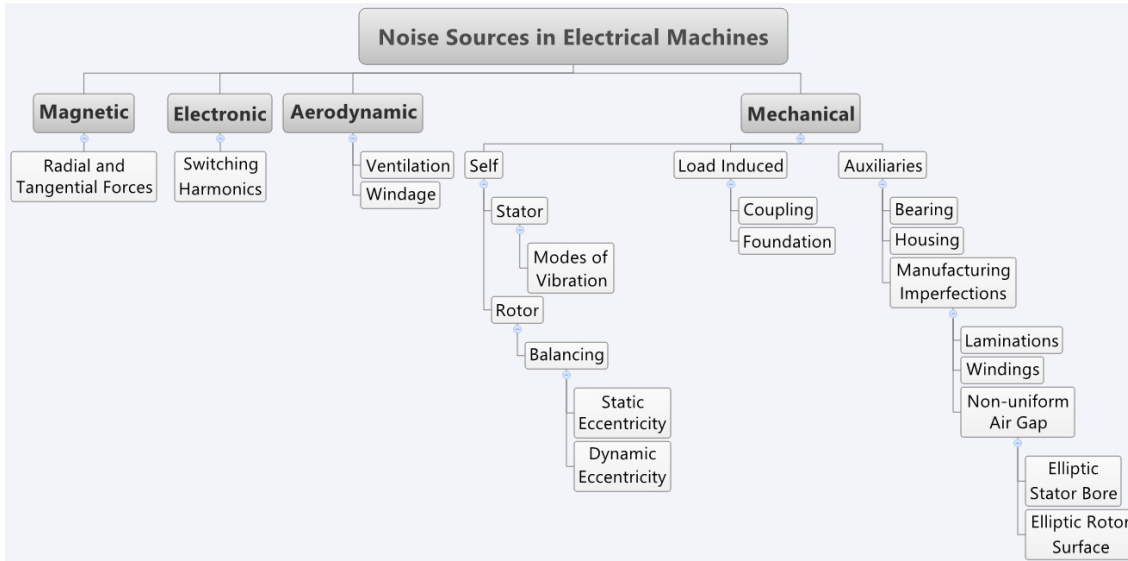 Noise Sources in Electrical Machines
Magnetic
Radial and
Tangential Forces
Electronic
Switching
Harmonics
Aerodynamic
Ventilation
Windage
Mechanical
Self
Stator
Modes of
Vibration
Rotor
Balancing
Static
Eccentricity
Dynamic
Eccentricity
Load Induced
Coupling
Foundation
Auxiliaries
Bearing
Housing
Manufacturing
Imperfections
Laminations
Windings
Non-uniform
Air Gap
Elliptic
Stator Bore
Elliptic Rotor
Surface